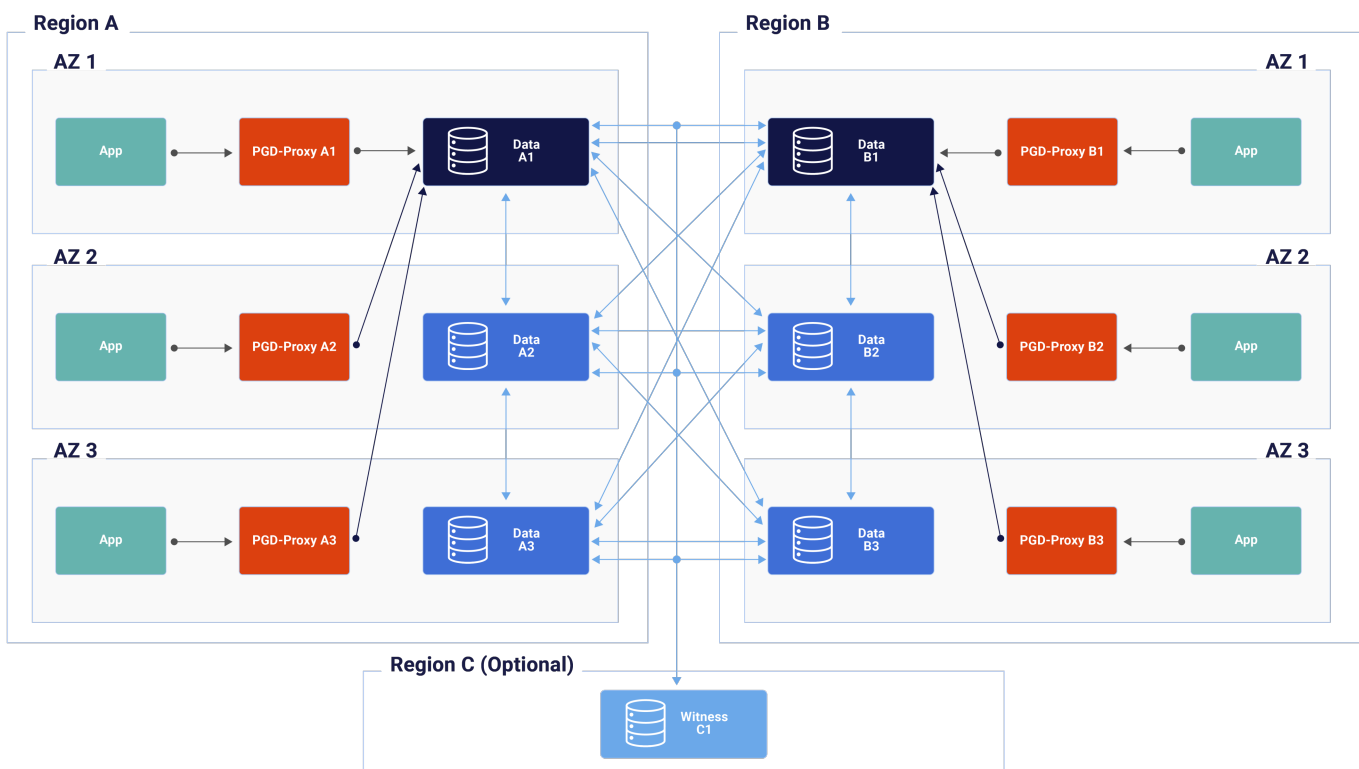 Region A
Region B
AZ 1
AZ 1
App
PGD-Proxy A1
Data
A1
Data
B1
PGD-Proxy B1
App
AZ 2
AZ 2
App
PGD-Proxy A2
Data
A2
Data
B2
PGD-Proxy B2
App
AZ 3
AZ 3
App
PGD-Proxy A3
Data
A3
Data
B3
PGD-Proxy B3
App
Region C (Optional)
Witness
C1